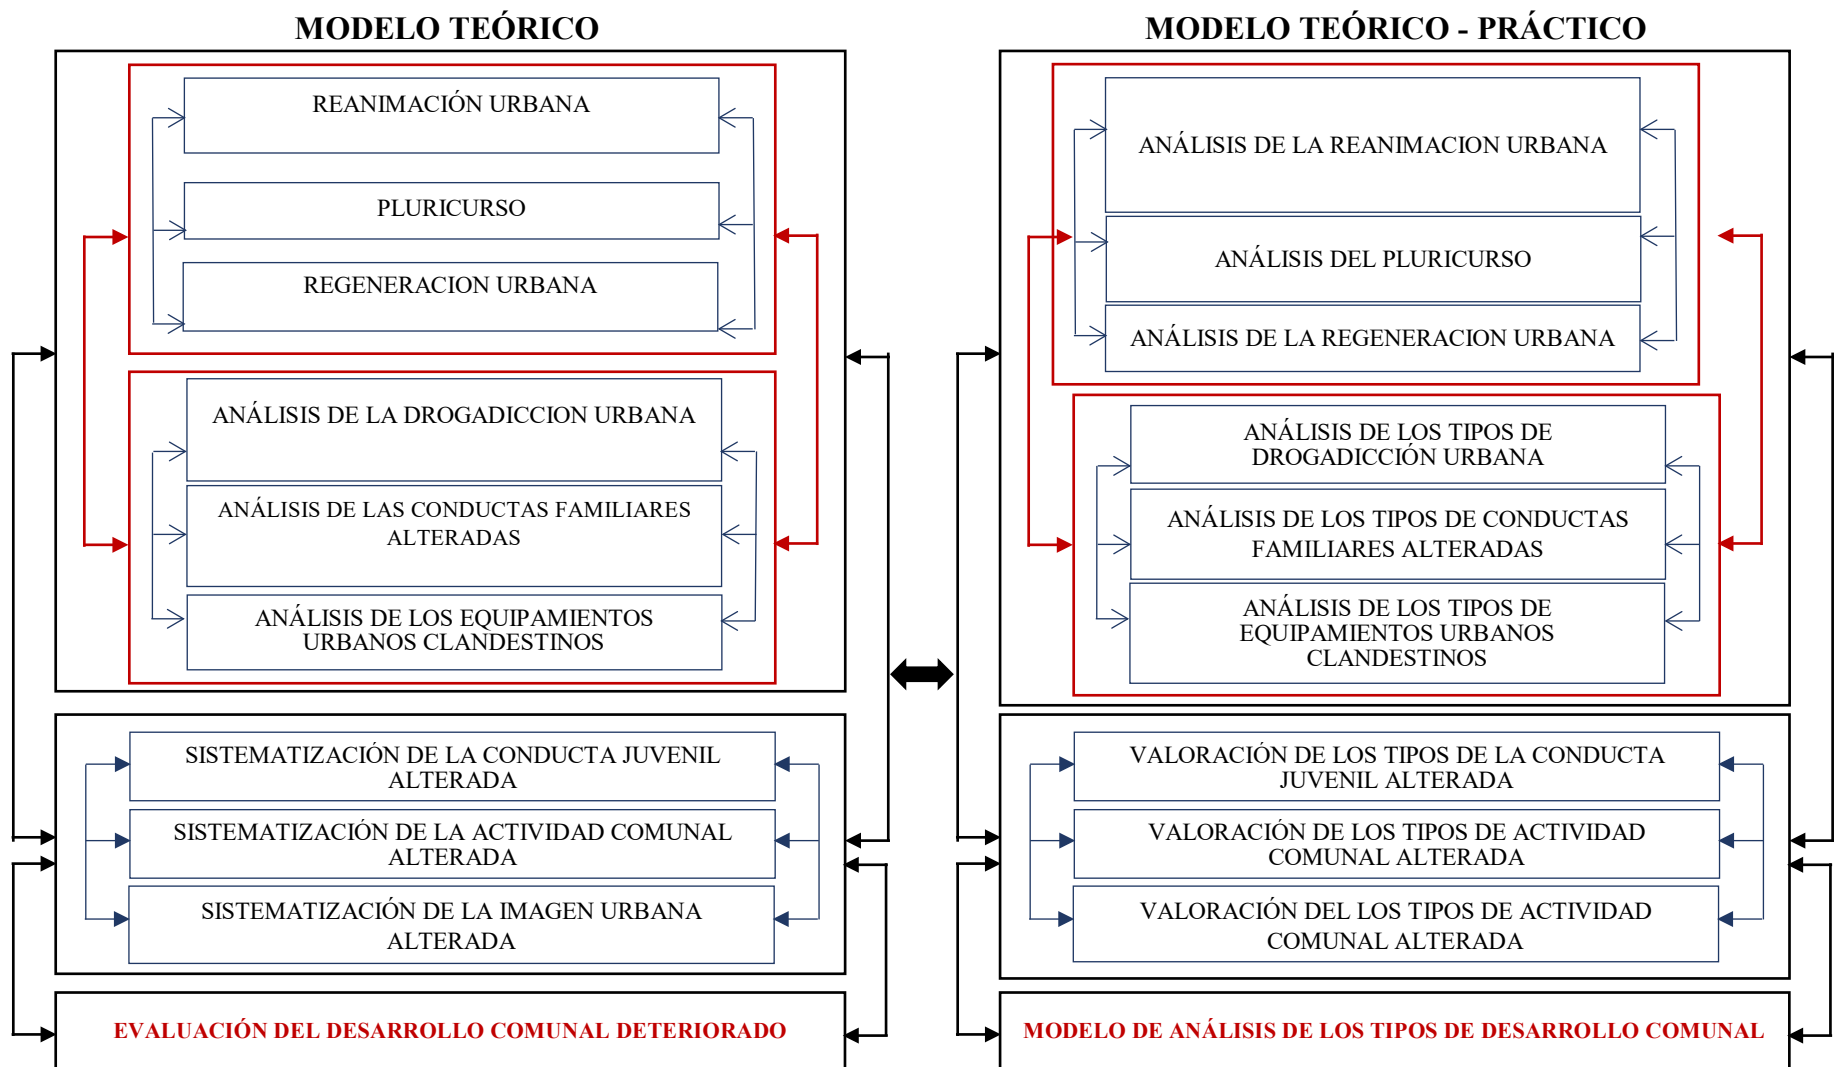 MODELO TEÓRICO
REANIMACIÓN URBANA
PLURICURSO
REGENERACION URBANA
ANÁLISIS DE LA DROGADICCION URBANA
ANÁLISIS DE LAS CONDUCTAS FAMILIARES
ALTERADAS
ANÁLISIS DE LOS EQUIPAMIENTOS
URBANOS CLANDESTINOS
SISTEMATIZACIÓN DE LA CONDUCTA JUVENIL
ALTERADA
SISTEMATIZACIÓN DE LA ACTIVIDAD COMUNAL
ALTERADA
SISTEMATIZACIÓN DE LA IMAGEN URBANA
ALTERADA
EVALUACIÓN DEL DESARROLLO COMUNAL DETERIORADO
MODELO TEÓRICO - PRÁCTICO
ANÁLISIS DE LA REANIMACION URBANA
ANÁLISIS DEL PLURICURSO
ANÁLISIS DE LA REGENERACION URBANA
ANÁLISIS DE LOS TIPOS DE
DROGADICCIÓN URBANA
ANÁLISIS DE LOS TIPOS DE CONDUCTAS
FAMILIARES ALTERADAS
ANÁLISIS DE LOS TIPOS DE
EQUIPAMIENTOS URBANOS
CLANDESTINOS
VALORACIÓN DE LOS TIPOS DE LA CONDUCTA
JUVENIL ALTERADA
VALORACIÓN DE LOS TIPOS DE ACTIVIDAD
COMUNAL ALTERADA
VALORACIÓN DEL LOS TIPOS DE ACTIVIDAD
COMUNAL ALTERADA
MODELO DE ANÁLISIS DE LOS TIPOS DE DESARROLLO COMUNAL